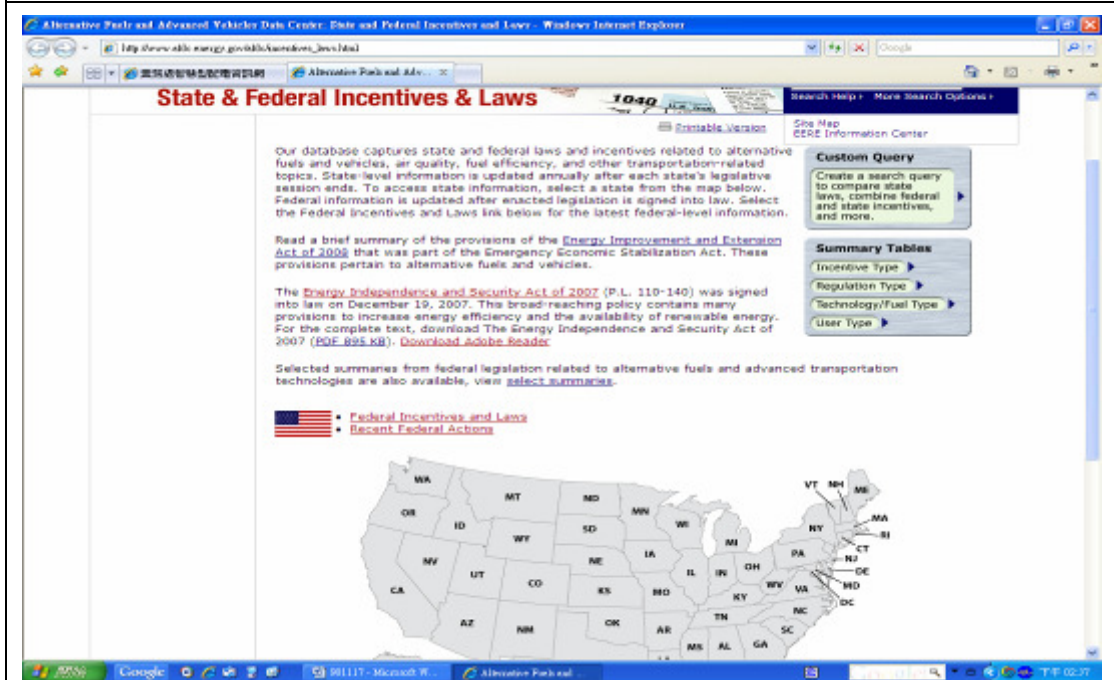 Alternative Fuels and Advanced Vehicles Data Center: State and Federal Incentives and Laws - Windows Internet Explorer
Google
Alternative Fuels and Adv...
State & Federal Incentives & Laws
1040
Search Help
More Search Options
Printable Version
Site Map
EERE Information Center
Our database captures state and federal laws and incentives related to alternative
fuels and vehicles, air quality, fuel efficiency, and other transportation-related
topics. State-level information is updated annually after each state's legislative
session ends. To access state information, select a state from the map below.
Federal information is updated after enacted legislation is signed into law. Select
the Federal Incentives and Laws link below for the latest federal-level information.
Custom Query
Create a search query
to compare state
laws, combine federal
and state incentives,
and more.
Read a brief summary of the provisions of the Energy Improvement and Extension
Act of 2008 that was part of the Emergency Economic Stabilization Act. These
provisions pertain to alternative fuels and vehicles.
Summary Tables
Incentive Type
Regulation Type
Technology/Fuel Type
User Type
The Energy Independence and Security Act of 2007 (P.L. 110-140) was signed
into law on December 19, 2007. This broad-reaching policy contains many
provisions to increase energy efficiency and the availability of renewable energy.
For the complete text, download The Energy Independence and Security Act of
2007 (PDF 895 KB). Download Adobe Reader
Selected summaries from federal legislation related to alternative fuels and advanced transportation
technologies are also available, view select summaries.
• Federal Incentives and Laws
• Recent Federal Actions
WA MT ND MN VT NH ME
OR ID SD WI NY MA
WY MI RI
NV NE IA PA CT
UT CO IL IN OH NJ
CA KS MO WV VA DE
KY MD
DC
AZ NM OK AR TN NC
SC
MS AL GA
Google
981117 - Microsoft W...
Alternative Fuels and
下午 02:37